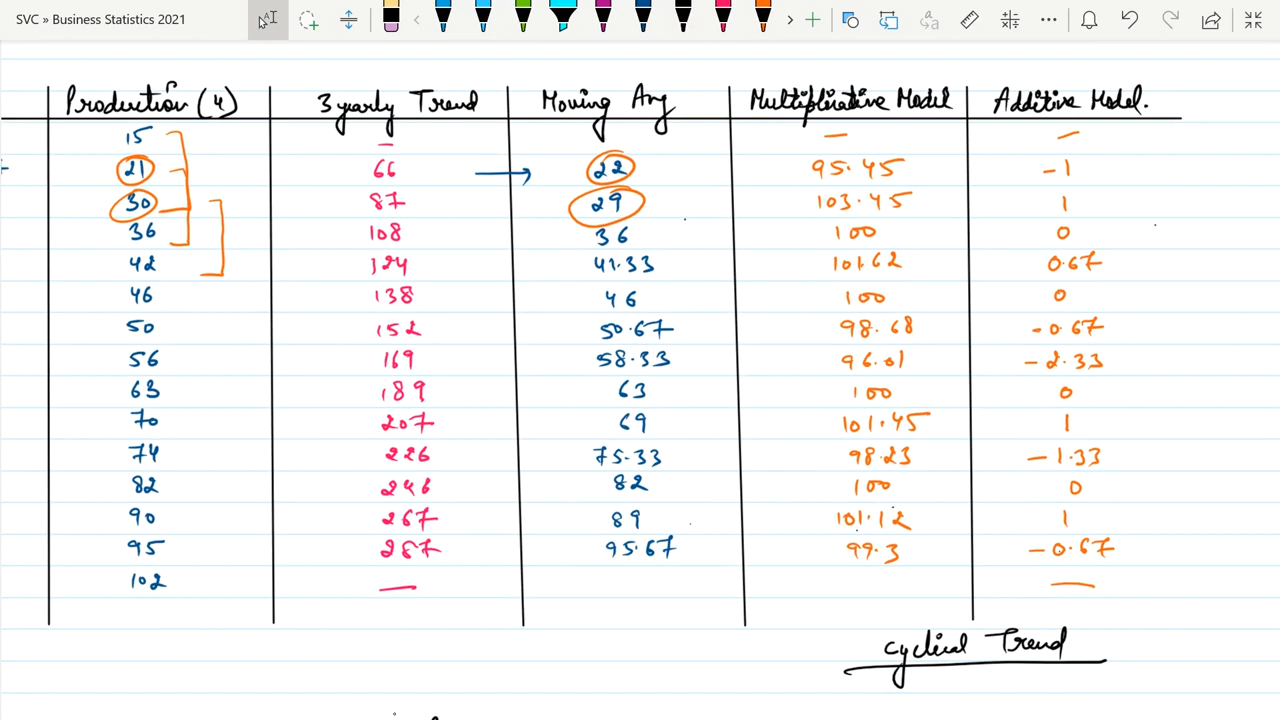 SVC » Business Statistics 2021
Production (Y) 3 yearly Trend Moving Avg Multiplicative Model Additive Model.
15 — — —
21 66 → 22 95.45 -1
30 87 29 103.45 1
36 108 36 100 0
42 124 41.33 101.62 0.67
46 138 46 100 0
50 152 50.67 98.68 -0.67
56 169 58.33 96.01 -2.33
63 189 63 100 0
70 207 69 101.45 1
74 226 75.33 98.23 -1.33
82 246 82 100 0
90 267 89 101.12 1
95 287 95.67 99.3 -0.67
102 — —
Cyclical Trend